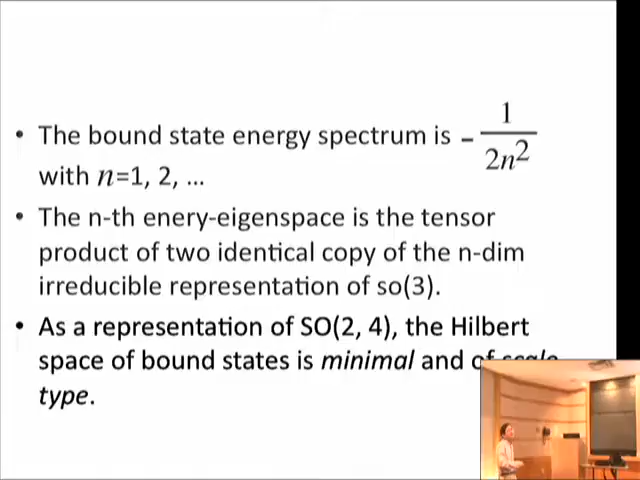 • The bound state energy spectrum is - 1/2n²
with n=1, 2, ...
• The n-th enery-eigenspace is the tensor
product of two identical copy of the n-dim
irreducible representation of so(3).
• As a representation of SO(2, 4), the Hilbert
space of bound states is minimal and of scale
type.